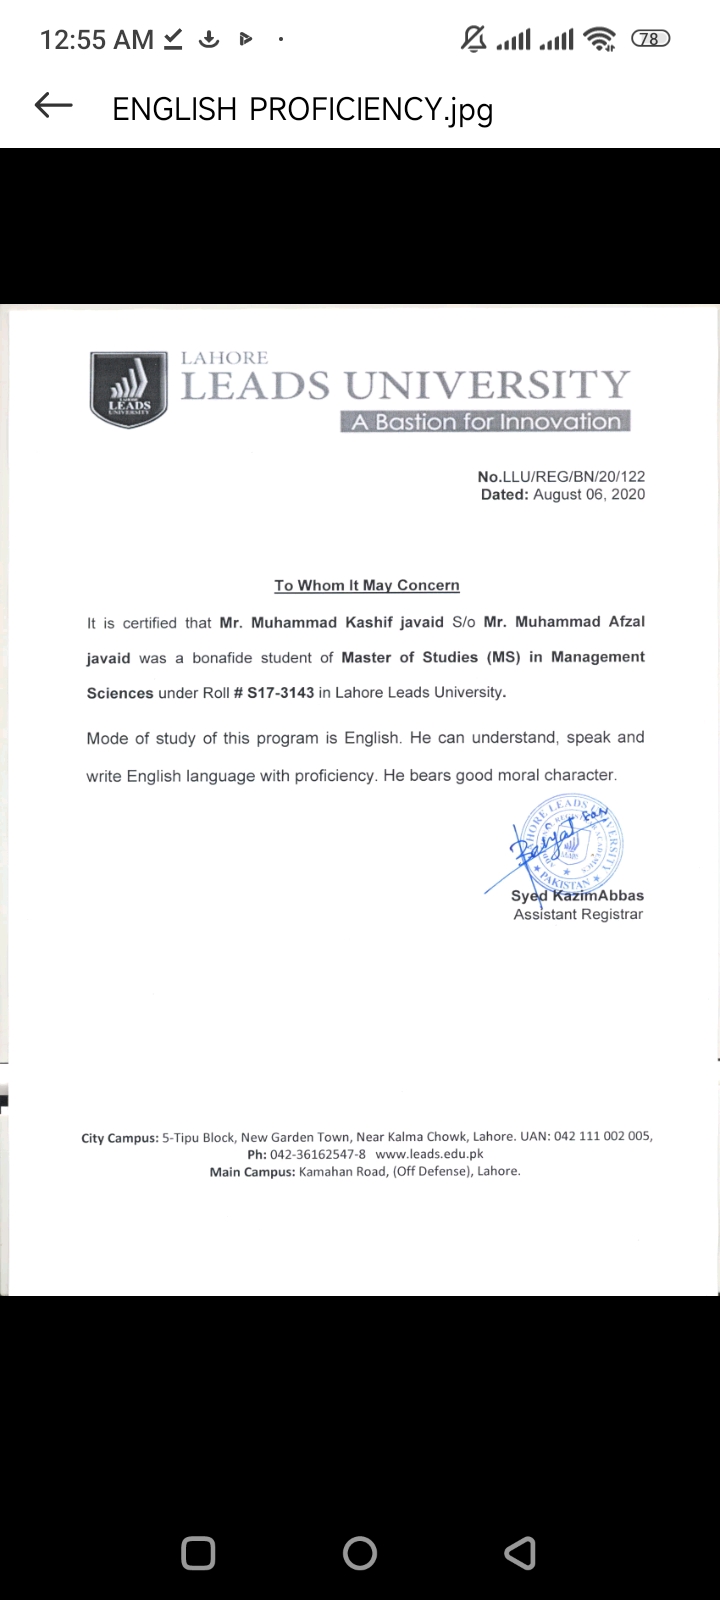 12:55 AM
78
ENGLISH PROFICIENCY.jpg
LAHORE
LEADS UNIVERSITY
A Bastion for Innovation
LEADS
UNIVERSITY
No.LLU/REG/BN/20/122
Dated: August 06, 2020
To Whom It May Concern
It is certified that Mr. Muhammad Kashif javaid S/o Mr. Muhammad Afzal
javaid was a bonafide student of Master of Studies (MS) in Management
Sciences under Roll # S17-3143 in Lahore Leads University.
Mode of study of this program is English. He can understand, speak and
write English language with proficiency. He bears good moral character.
LAHORE LEADS UNIVERSITY
PAKISTAN
Syed KazimAbbas
Assistant Registrar
City Campus: 5-Tipu Block, New Garden Town, Near Kalma Chowk, Lahore. UAN: 042 111 002 005,
Ph: 042-36162547-8 www.leads.edu.pk
Main Campus: Kamahan Road, (Off Defense), Lahore.